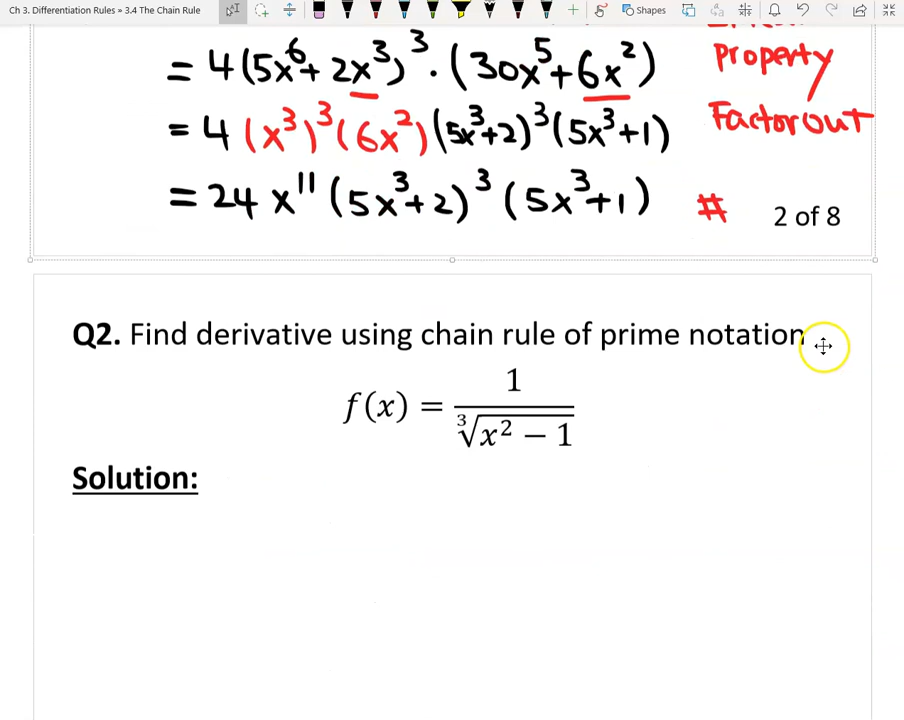 Ch 3. Differentiation Rules » 3.4 The Chain Rule
Shapes
= 4(5x⁶+ 2x³)³ · (30x⁵+6x²) Property
= 4 (x³)³(6x²)(5x³+2)³(5x³+1) Factor out
= 24 x¹¹ (5x³+2)³ (5x³+1) # 2 of 8
Q2. Find derivative using chain rule of prime notation
f(x) = 1/∛(x² − 1)
Solution: